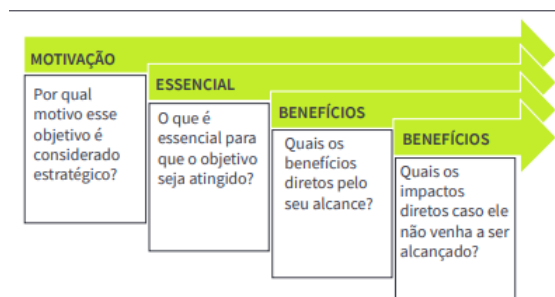 MOTIVAÇÃO
Por qual
motivo esse
objetivo é
considerado
estratégico?
ESSENCIAL
O que é
essencial para
que o objetivo
seja atingido?
BENEFÍCIOS
Quais os
benefícios
diretos pelo
seu alcance?
BENEFÍCIOS
Quais os
impactos
diretos caso ele
não venha a ser
alcançado?